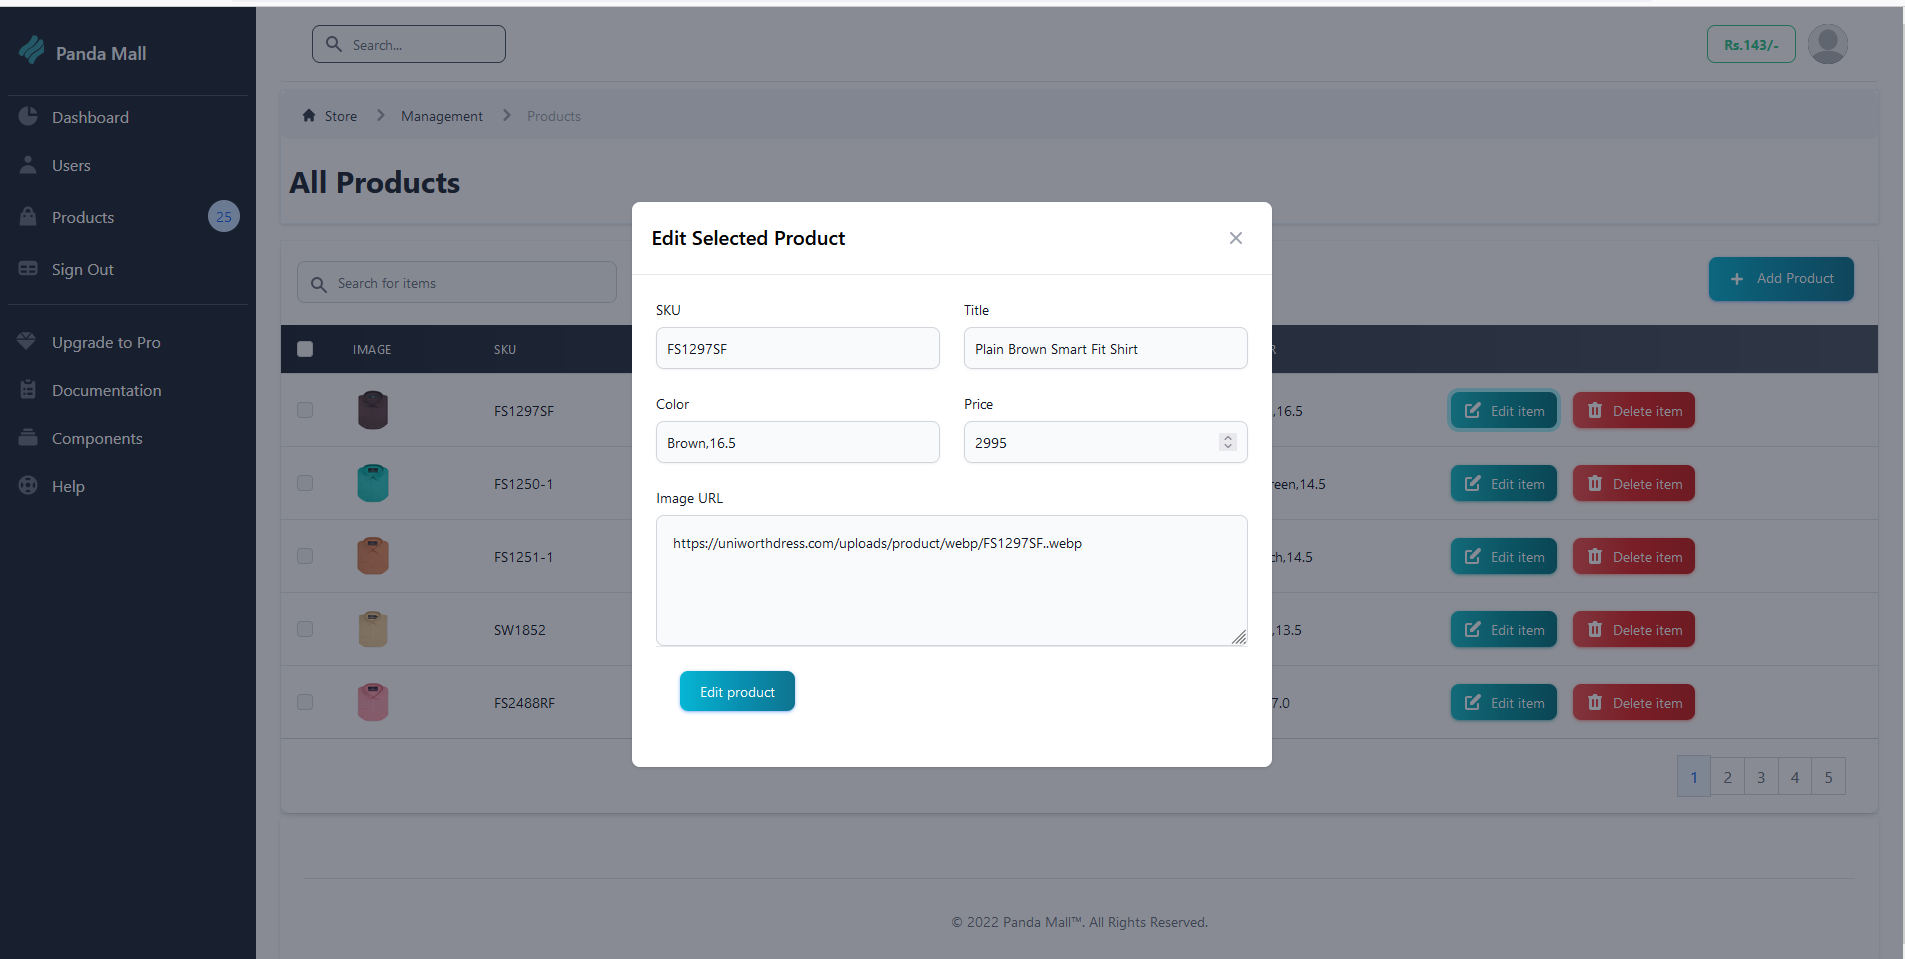 Panda Mall
Dashboard
Users
Products 25
Sign Out
Upgrade to Pro
Documentation
Components
Help
Search...
Rs.143/-
Store Management Products
All Products
Search for items
Add Product
IMAGE SKU R
FS1297SF ,16.5 Edit item Delete item
FS1250-1 reen,14.5 Edit item Delete item
FS1251-1 ch,14.5 Edit item Delete item
SW1852 ,13.5 Edit item Delete item
FS2488RF 7.0 Edit item Delete item
1 2 3 4 5
Edit Selected Product
SKU Title
FS1297SF Plain Brown Smart Fit Shirt
Color Price
Brown,16.5 2995
Image URL
https://uniworthdress.com/uploads/product/webp/FS1297SF..webp
Edit product
© 2022 Panda Mall™. All Rights Reserved.